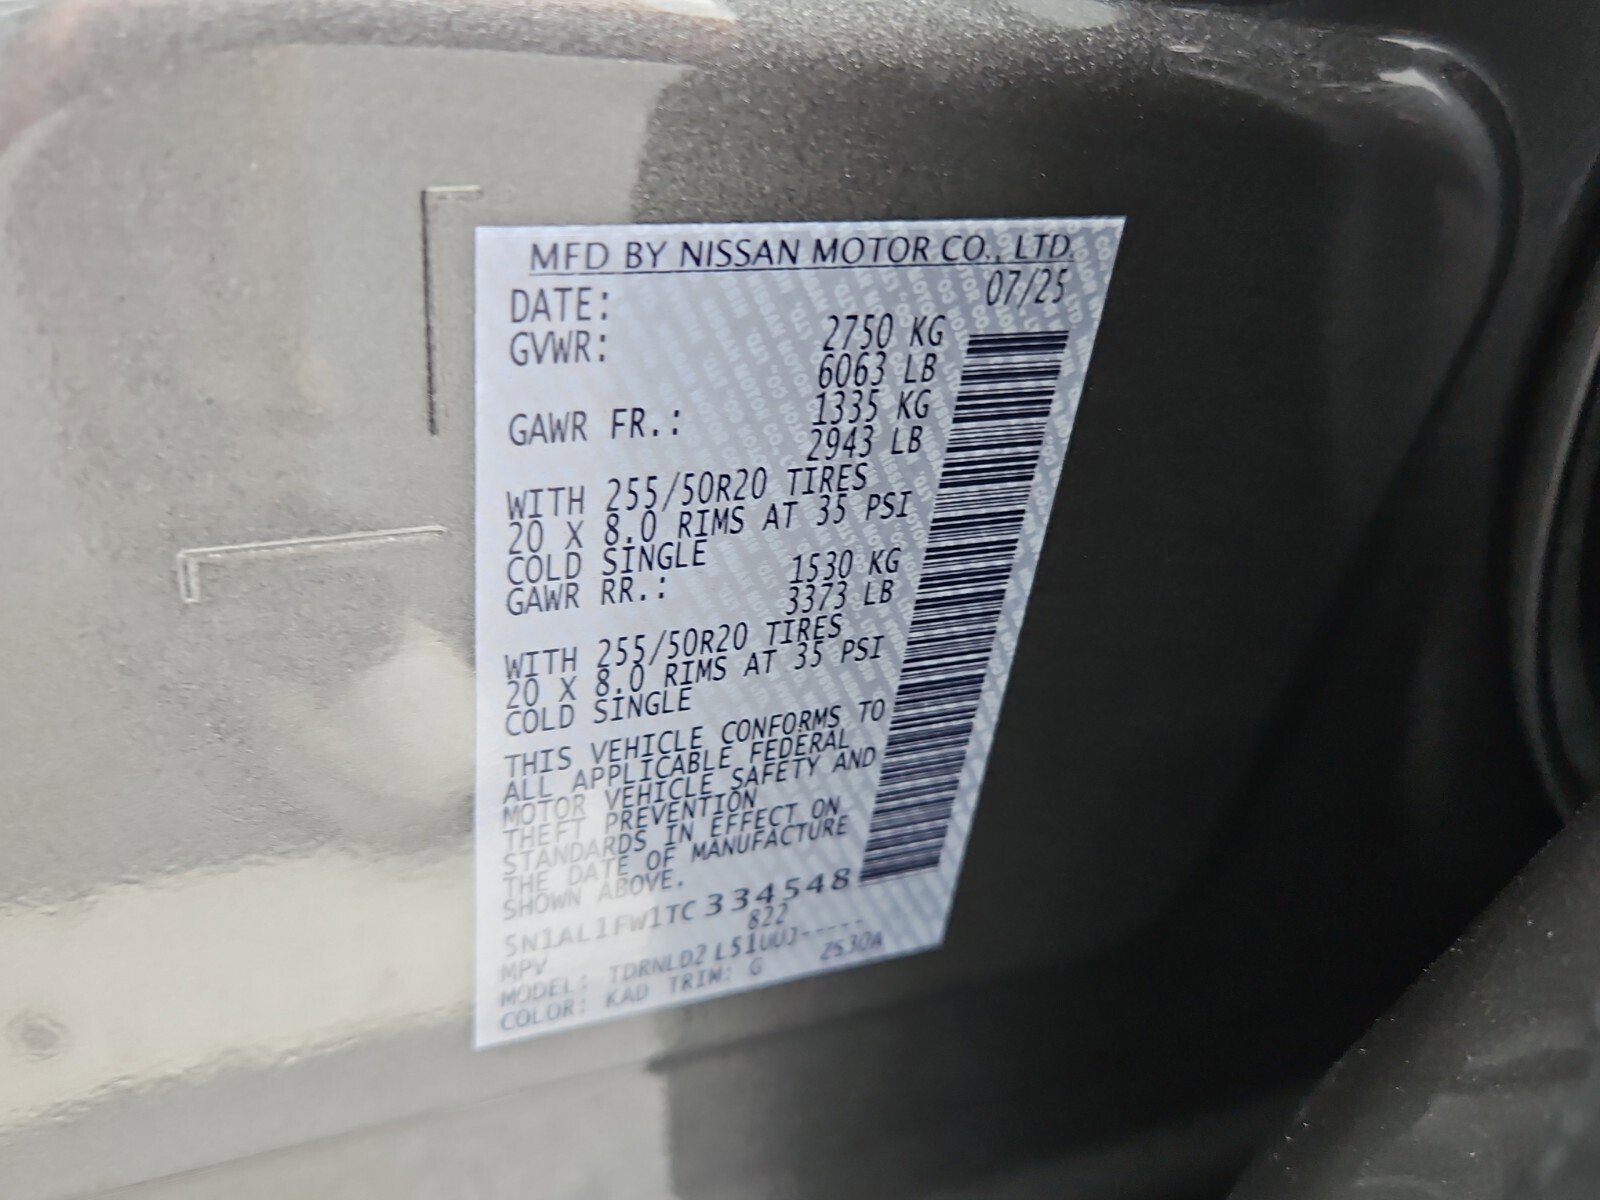 MFD BY NISSAN MOTOR CO., LTD.
DATE: 07/25
GVWR: 2750 KG
6063 LB
GAWR FR.: 1335 KG
2943 LB
WITH 255/50R20 TIRES
20 X 8.0 RIMS AT 35 PSI
COLD SINGLE
GAWR RR.: 1530 KG
3373 LB
WITH 255/50R20 TIRES
20 X 8.0 RIMS AT 35 PSI
COLD SINGLE
THIS VEHICLE CONFORMS TO
ALL APPLICABLE FEDERAL
MOTOR VEHICLE SAFETY AND
THEFT PREVENTION
STANDARDS IN EFFECT ON
THE DATE OF MANUFACTURE
SHOWN ABOVE.
5N1AL1FW1TC334548
822
MPV
MODEL: TDRNLD2 L51UUJ-----
COLOR: KAD TRIM: G ZS30A